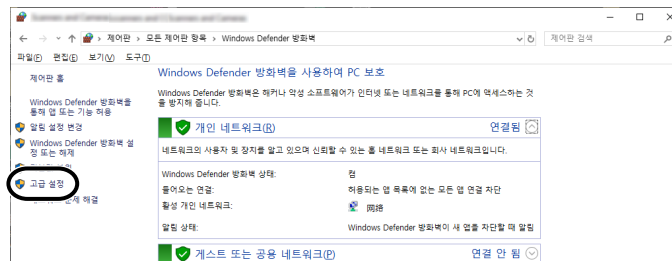 제어판 › 모든 제어판 항목 › Windows Defender 방화벽
제어판 검색
파일(F) 편집(E) 보기(V) 도구(T)
제어판 홈
Windows Defender 방화벽을
통해 앱 또는 기능 허용
알림 설정 변경
Windows Defender 방화벽 설
정 또는 해제
고급 설정
문제 해결
Windows Defender 방화벽을 사용하여 PC 보호
Windows Defender 방화벽은 해커나 악성 소프트웨어가 인터넷 또는 네트워크를 통해 PC에 액세스하는 것
을 방지해 줍니다.
개인 네트워크(R) 연결됨
네트워크의 사용자 및 장치를 알고 있으며 신뢰할 수 있는 홈 네트워크 또는 회사 네트워크입니다.
Windows Defender 방화벽 상태: 켬
들어오는 연결: 허용되는 앱 목록에 없는 모든 앱 연결 차단
활성 개인 네트워크: 网络
알림 상태: Windows Defender 방화벽이 새 앱을 차단할 때 알림
게스트 또는 공용 네트워크(P) 연결 안 됨